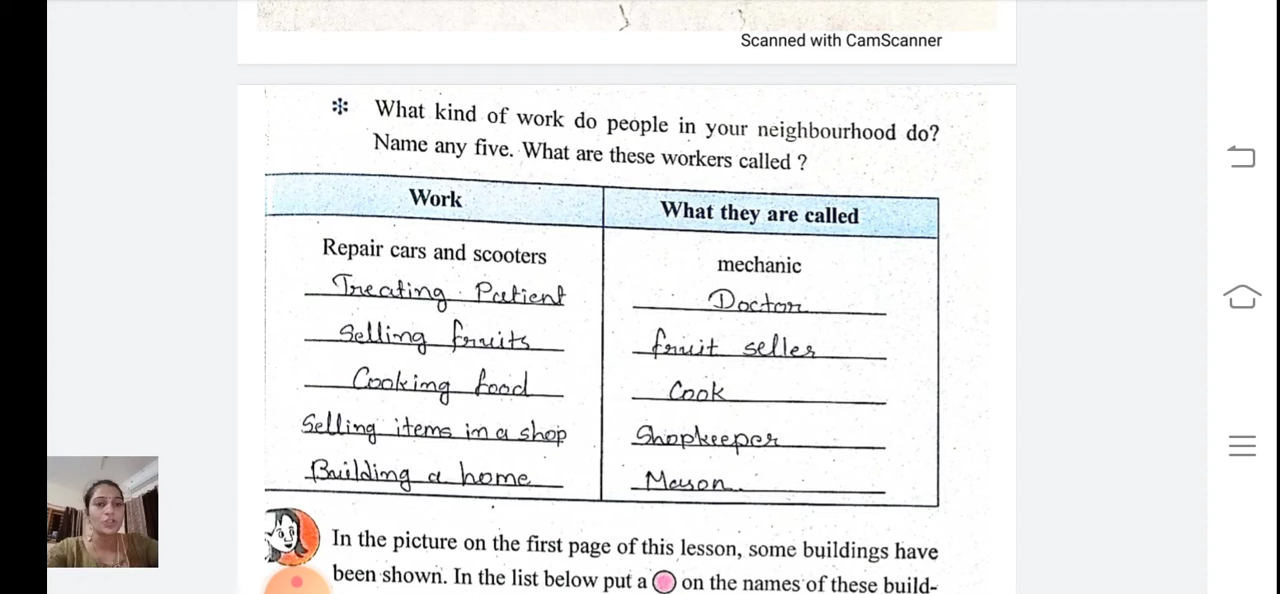 Scanned with CamScanner
❉ What kind of work do people in your neighbourhood do?
Name any five. What are these workers called ?
Work What they are called
Repair cars and scooters mechanic
Treating Patient Doctor
Selling fruits fruit seller
Cooking food Cook
Selling items in a shop Shopkeeper
Building a home Mason
In the picture on the first page of this lesson, some buildings have
been shown. In the list below put a on the names of these build-